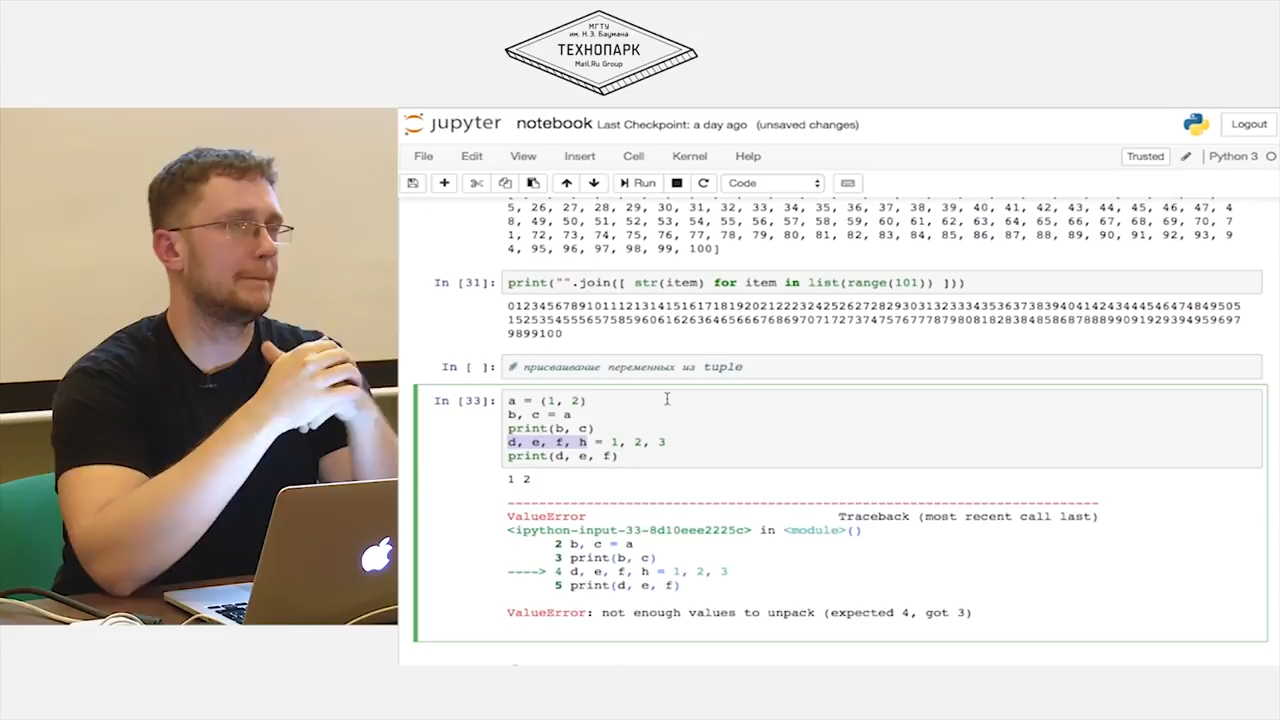 МГТУ
им. Н.Э. Баумана
ТЕХНОПАРК
Mail.Ru Group
jupyter notebook Last Checkpoint: a day ago (unsaved changes) Logout
File Edit View Insert Cell Kernel Help Trusted Python 3
Run Code
5, 26, 27, 28, 29, 30, 31, 32, 33, 34, 35, 36, 37, 38, 39, 40, 41, 42, 43, 44, 45, 46, 47, 4
8, 49, 50, 51, 52, 53, 54, 55, 56, 57, 58, 59, 60, 61, 62, 63, 64, 65, 66, 67, 68, 69, 70, 7
1, 72, 73, 74, 75, 76, 77, 78, 79, 80, 81, 82, 83, 84, 85, 86, 87, 88, 89, 90, 91, 92, 93, 9
4, 95, 96, 97, 98, 99, 100]
In [31]: print("".join([ str(item) for item in list(range(101)) ]))
01234567891011121314151617181920212223242526272829303132333435363738394041424344454647484950 5
15253545556575859606162636465666768697071727374757677787980818283848586878889909192939495969 7
9899100
In [ ]: # присваивание переменных из tuple
In [33]: a = (1, 2)
b, c = a
print(b, c)
d, e, f, h = 1, 2, 3
print(d, e, f)
1 2
---------------------------------------------------------------------------
ValueError Traceback (most recent call last)
<ipython-input-33-8d10eee2225c> in <module>()
2 b, c = a
3 print(b, c)
----> 4 d, e, f, h = 1, 2, 3
5 print(d, e, f)
ValueError: not enough values to unpack (expected 4, got 3)